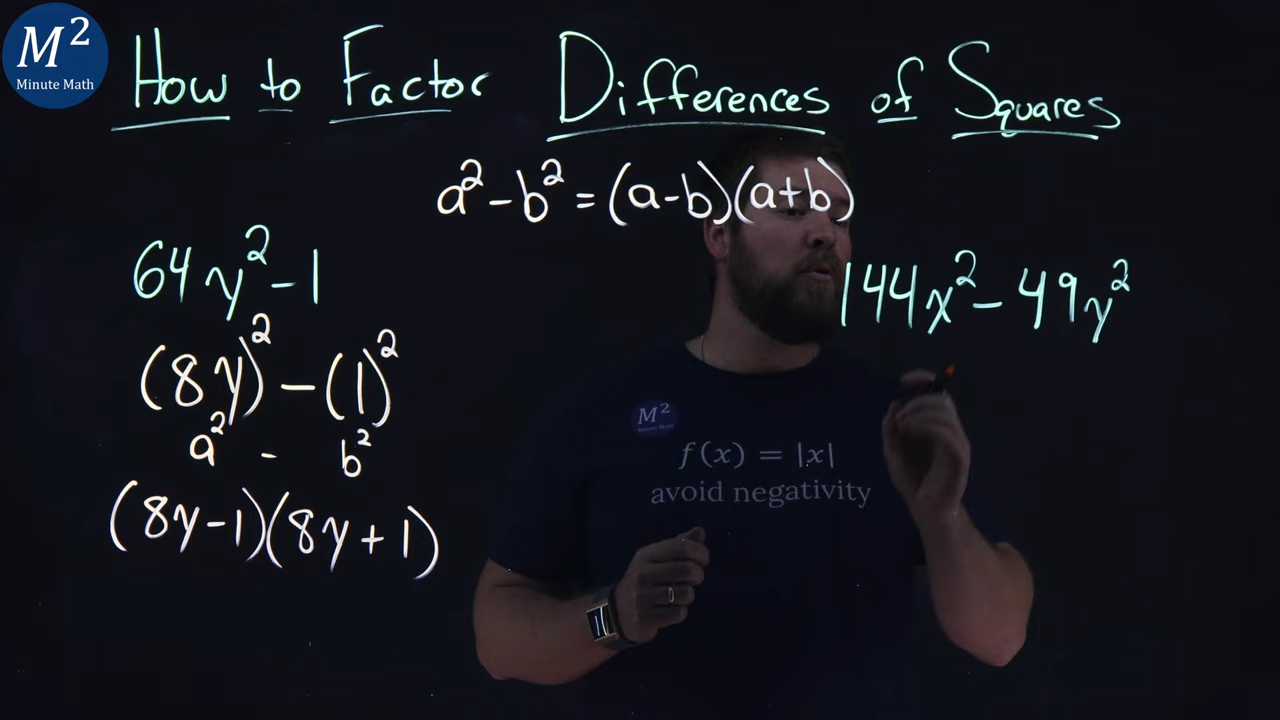 M²
Minute Math
How to Factor Differences of Squares
a² - b² = (a-b)(a+b)
64y² - 1
(8y)² - (1)²
a² - b²
(8y-1)(8y+1)
144x² - 49y²
M²
Minute Math
f(x) = |x|
avoid negativity